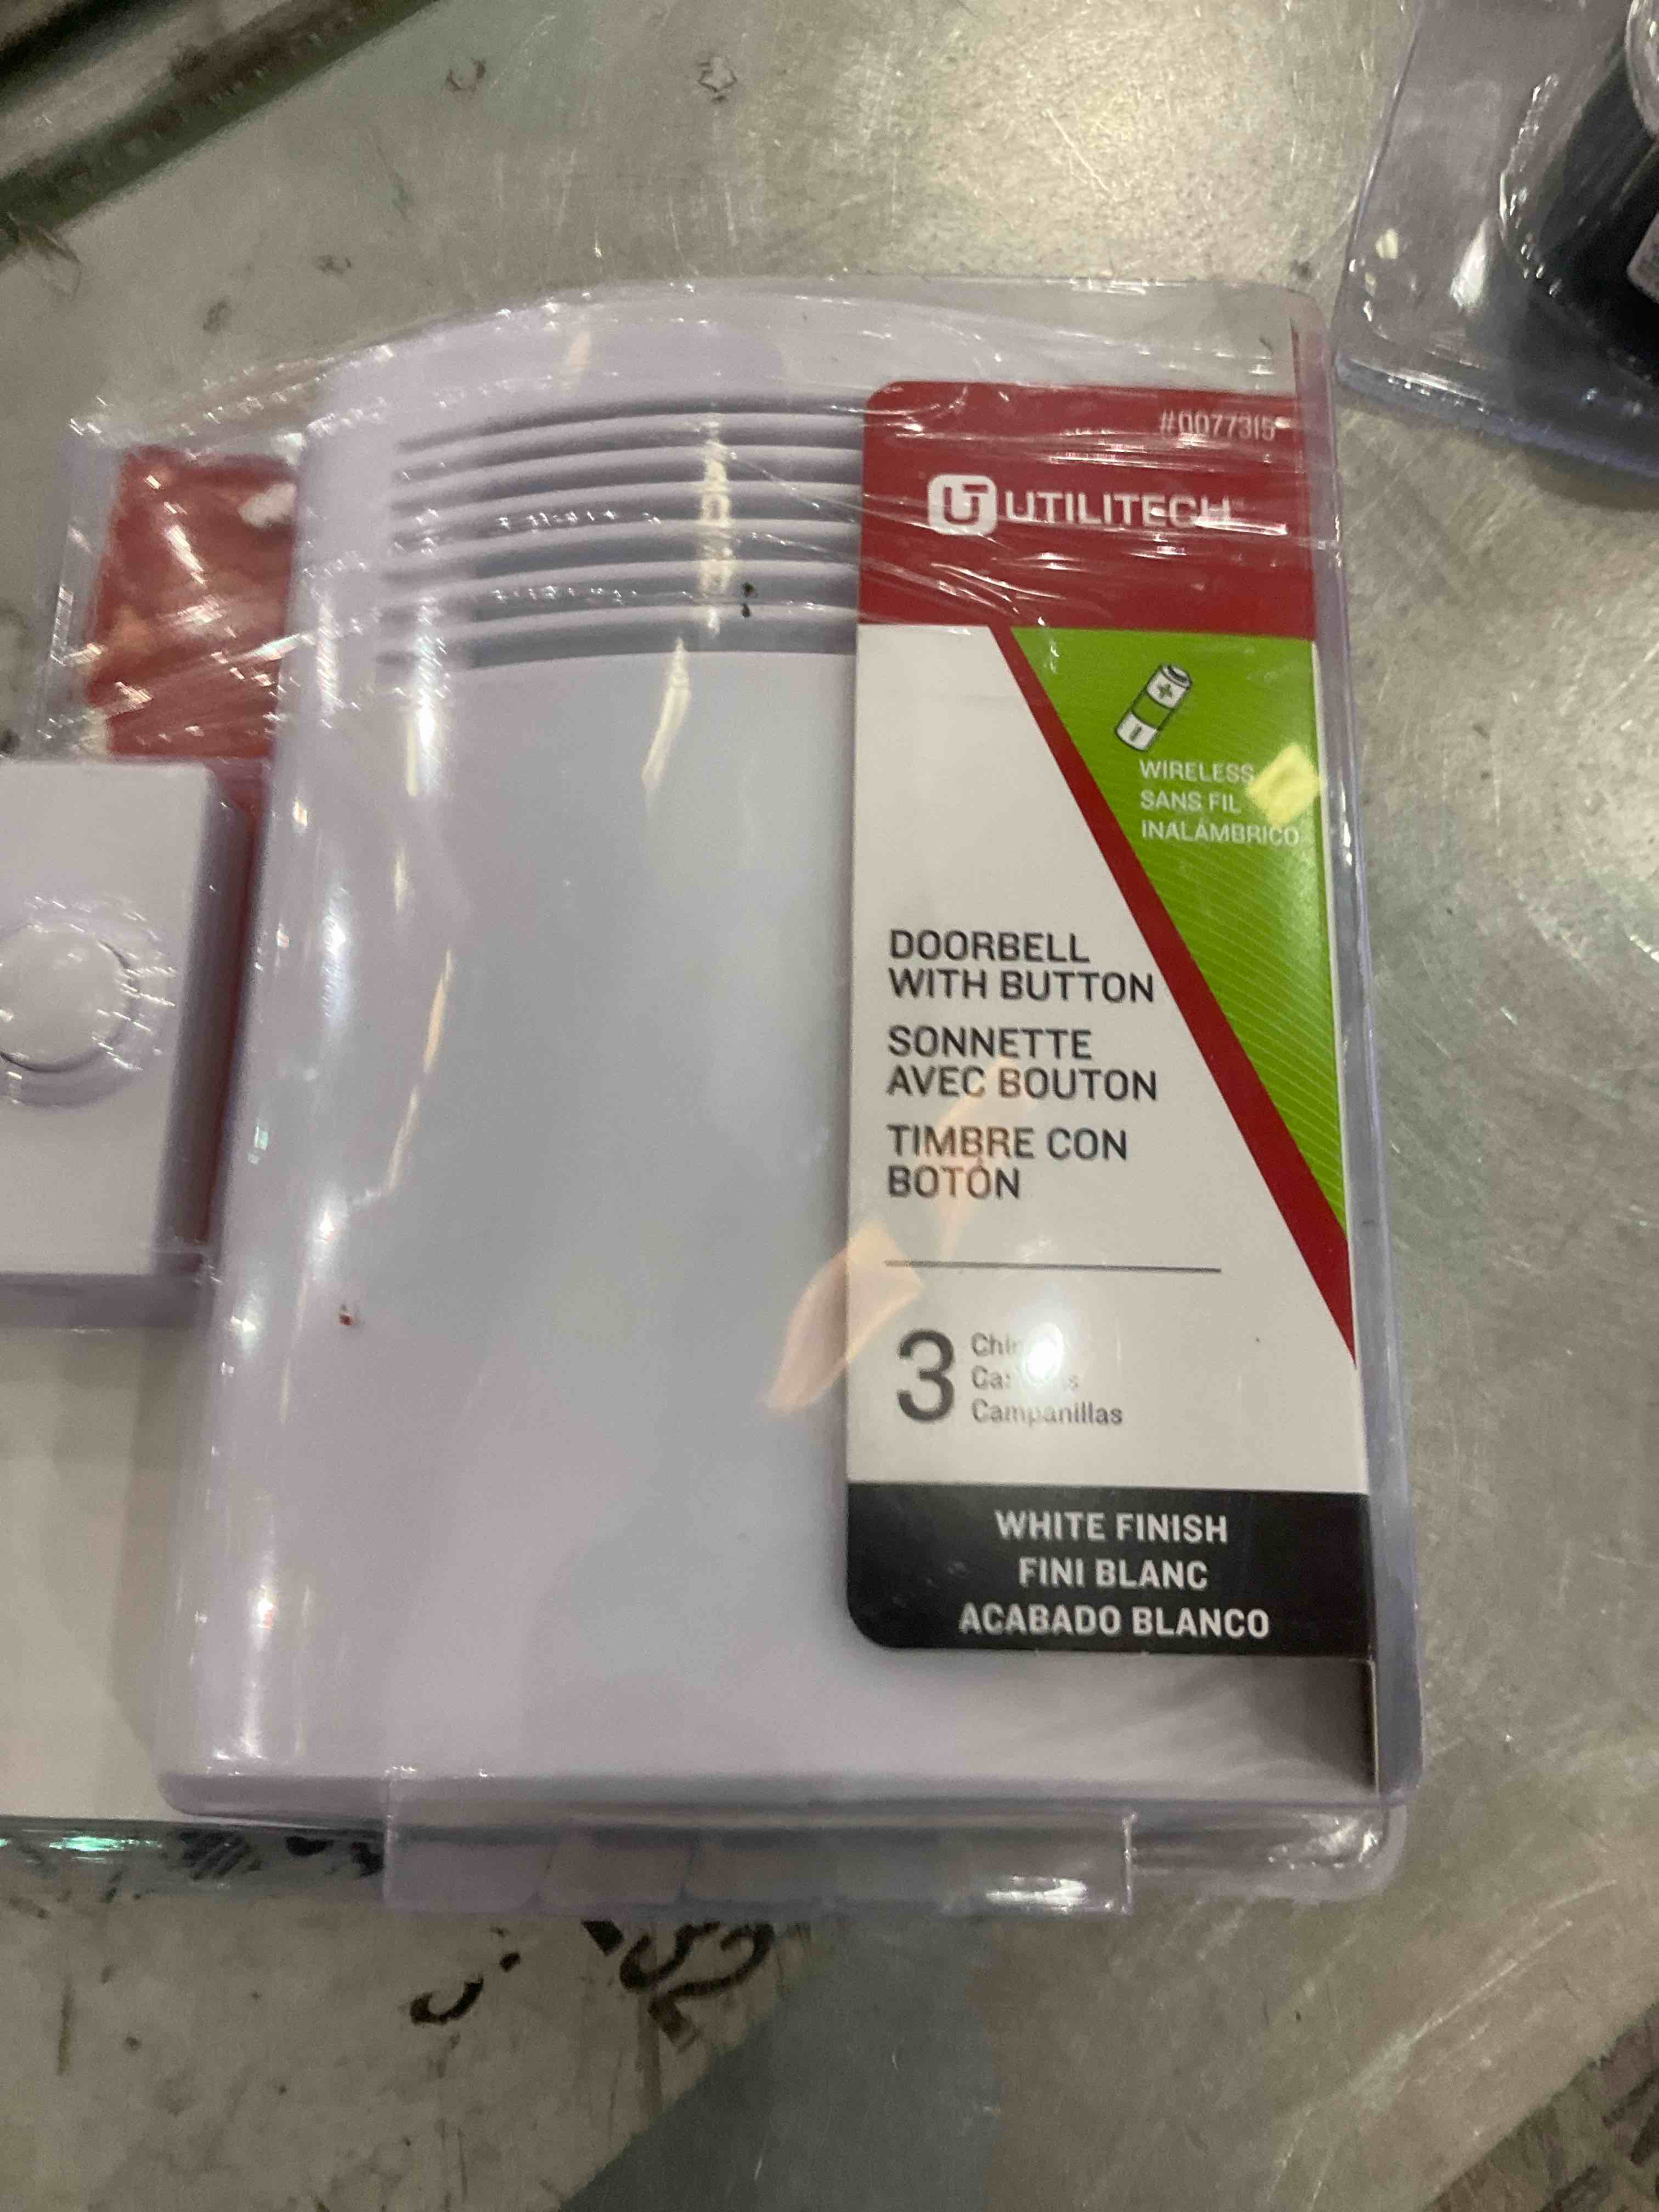 #0077315
UTILITECH
WIRELESS
SANS FIL
INALÁMBRICO
DOORBELL
WITH BUTTON
SONNETTE
AVEC BOUTON
TIMBRE CON
BOTÓN
3
Campanillas
WHITE FINISH
FINI BLANC
ACABADO BLANCO